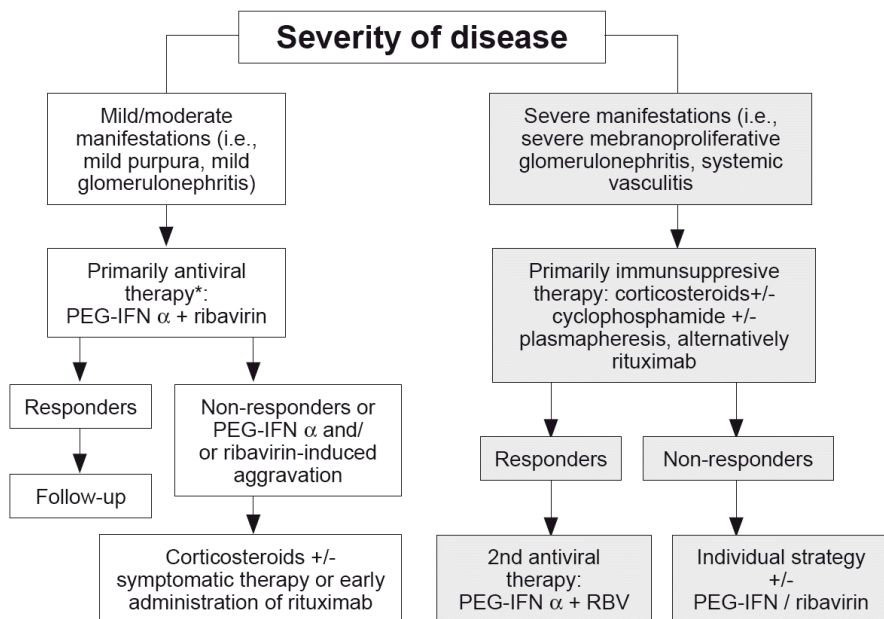 Severity of disease
Mild/moderate
manifestations (i.e.,
mild purpura, mild
glomerulonephritis)
Severe manifestations (i.e.,
severe mebranoproliferative
glomerulonephritis, systemic
vasculitis
Primarily antiviral
therapy*:
PEG-IFN α + ribavirin
Primarily immunsuppresive
therapy: corticosteroids+/-
cyclophosphamide +/-
plasmapheresis, alternatively
rituximab
Responders
Non-responders or
PEG-IFN α and/
or ribavirin-induced
aggravation
Responders
Non-responders
Follow-up
Corticosteroids +/-
symptomatic therapy or early
administration of rituximab
2nd antiviral
therapy:
PEG-IFN α + RBV
Individual strategy
+/-
PEG-IFN / ribavirin